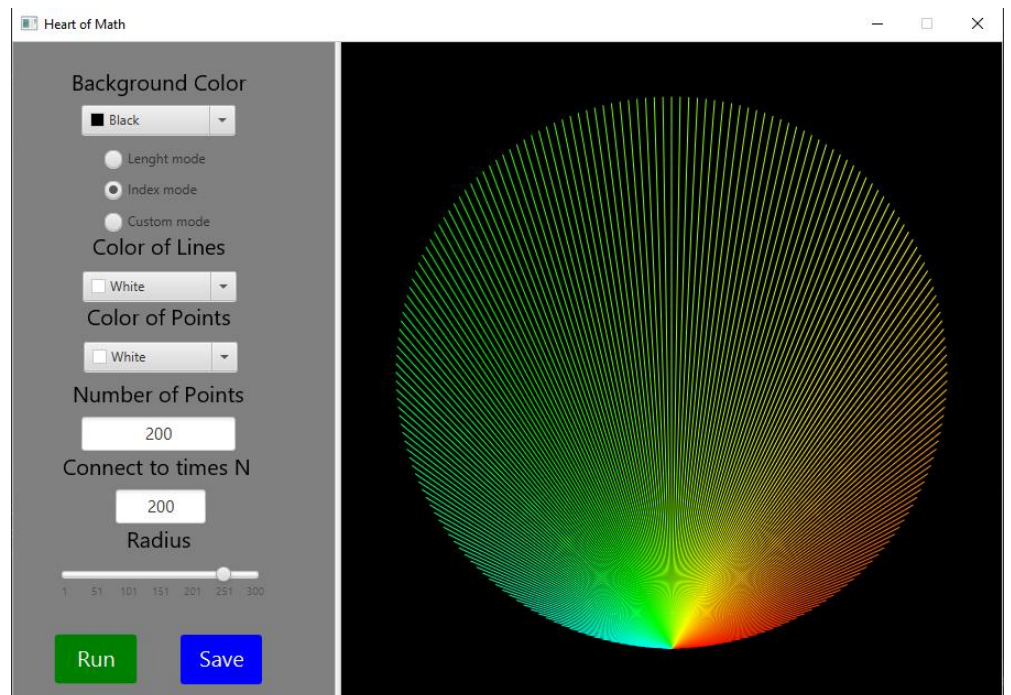 Heart of Math
Background Color
Black
Lenght mode
Index mode
Custom mode
Color of Lines
White
Color of Points
White
Number of Points
200
Connect to times N
200
Radius
1 51 101 151 201 251 300
Run Save